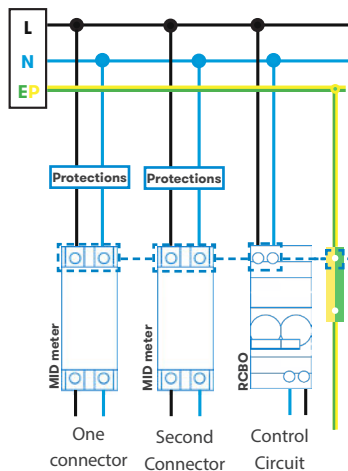 L
N
EP
Protections
Protections
MID meter
MID meter
RCBO
One
connector
Second
Connector
Control
Circuit